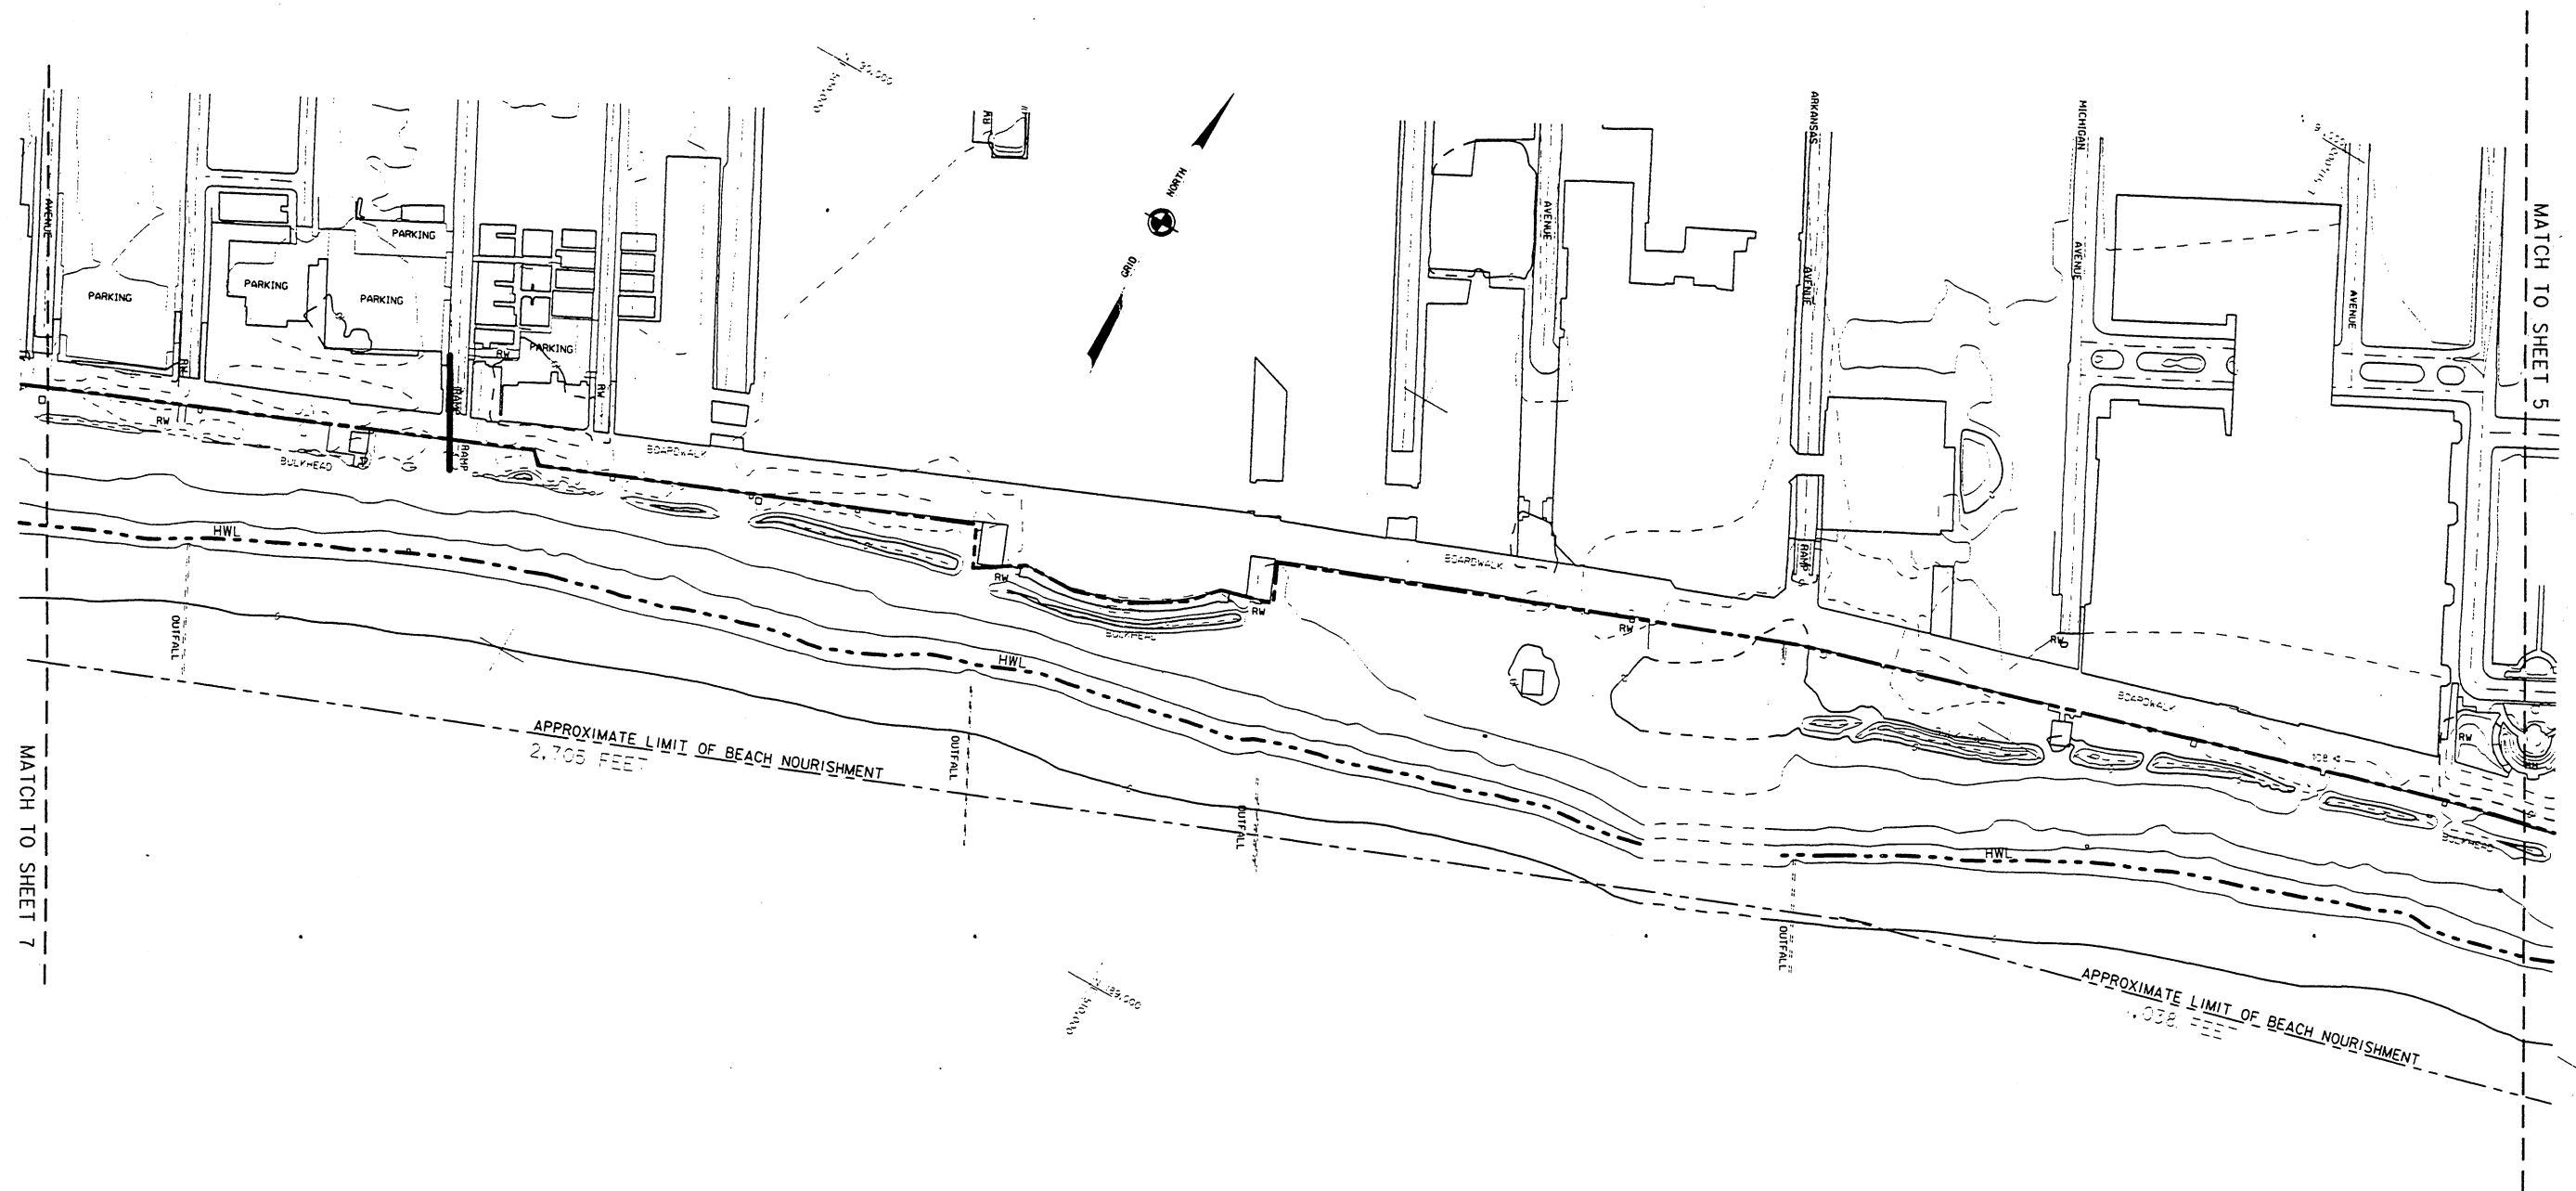 ARKANSAS
AVENUE
MICHIGAN
AVENUE
AVENUE
AVENUE
AVENUE
MATCH TO SHEET 5
MATCH TO SHEET 7
GRID NORTH
RW
PARKING
PARKING
PARKING
PARKING
PARKING
RW
RW
RW
RW
RAMP
RAMP
RAMP
BULKHEAD
BOARDWALK
BOARDWALK
BOARDWALK
RW
RW
RW
RW
RW
BULKHEAD
BULKHEAD
HWL
HWL
HWL
OUTFALL
OUTFALL
OUTFALL
OUTFALL
APPROXIMATE LIMIT OF BEACH NOURISHMENT
2,705 FEET
APPROXIMATE LIMIT OF BEACH NOURISHMENT